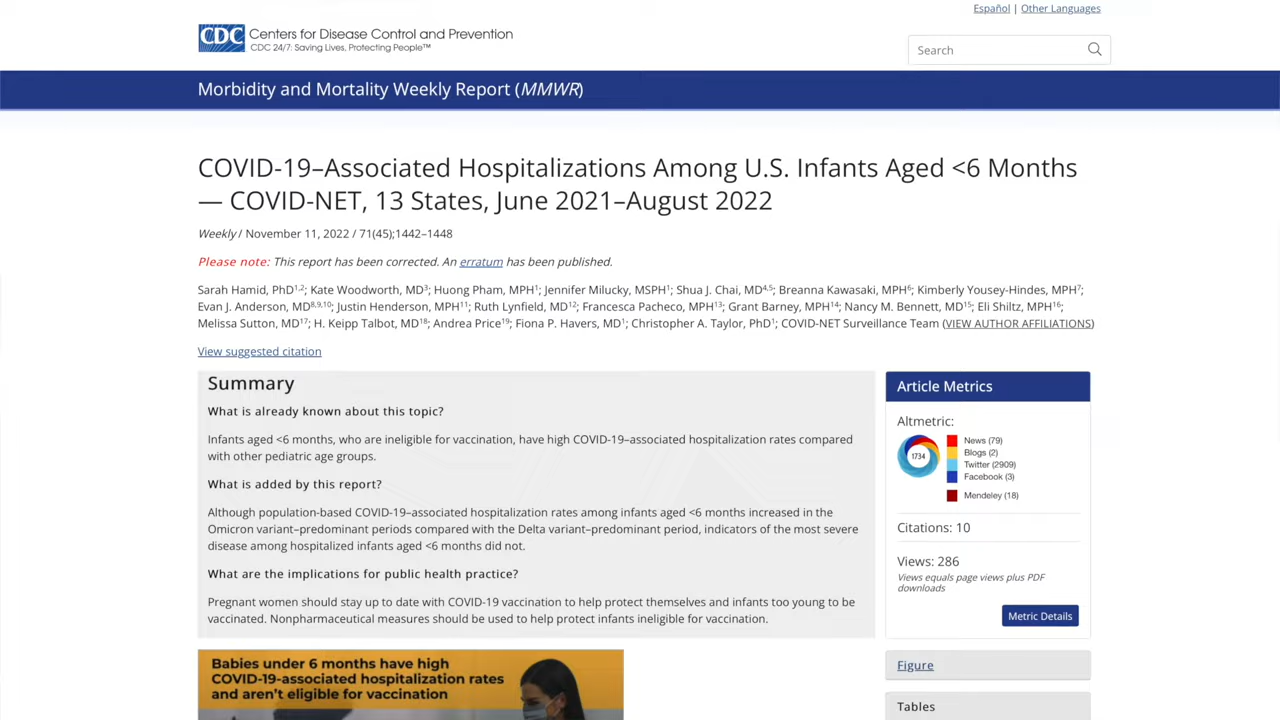 Español | Other Languages
CDC Centers for Disease Control and Prevention
CDC 24/7: Saving Lives, Protecting People™
Search
Morbidity and Mortality Weekly Report (MMWR)
COVID-19–Associated Hospitalizations Among U.S. Infants Aged <6 Months
— COVID-NET, 13 States, June 2021–August 2022
Weekly / November 11, 2022 / 71(45);1442–1448
Please note: This report has been corrected. An erratum has been published.
Sarah Hamid, PhD1,2; Kate Woodworth, MD3; Huong Pham, MPH1; Jennifer Milucky, MSPH1; Shua J. Chai, MD4,5; Breanna Kawasaki, MPH6; Kimberly Yousey-Hindes, MPH7;
Evan J. Anderson, MD8,9,10; Justin Henderson, MPH11; Ruth Lynfield, MD12; Francesca Pacheco, MPH13; Grant Barney, MPH14; Nancy M. Bennett, MD15; Eli Shiltz, MPH16;
Melissa Sutton, MD17; H. Keipp Talbot, MD18; Andrea Price19; Fiona P. Havers, MD1; Christopher A. Taylor, PhD1; COVID-NET Surveillance Team (VIEW AUTHOR AFFILIATIONS)
View suggested citation
Summary
What is already known about this topic?
Infants aged <6 months, who are ineligible for vaccination, have high COVID-19–associated hospitalization rates compared
with other pediatric age groups.
What is added by this report?
Although population-based COVID-19–associated hospitalization rates among infants aged <6 months increased in the
Omicron variant–predominant periods compared with the Delta variant–predominant period, indicators of the most severe
disease among hospitalized infants aged <6 months did not.
What are the implications for public health practice?
Pregnant women should stay up to date with COVID-19 vaccination to help protect themselves and infants too young to be
vaccinated. Nonpharmaceutical measures should be used to help protect infants ineligible for vaccination.
Babies under 6 months have high
COVID-19-associated hospitalization rates
and aren't eligible for vaccination
Article Metrics
Altmetric:
1734
News (79)
Blogs (2)
Twitter (2909)
Facebook (3)
Mendeley (18)
Citations: 10
Views: 286
Views equals page views plus PDF
downloads
Metric Details
Figure
Tables